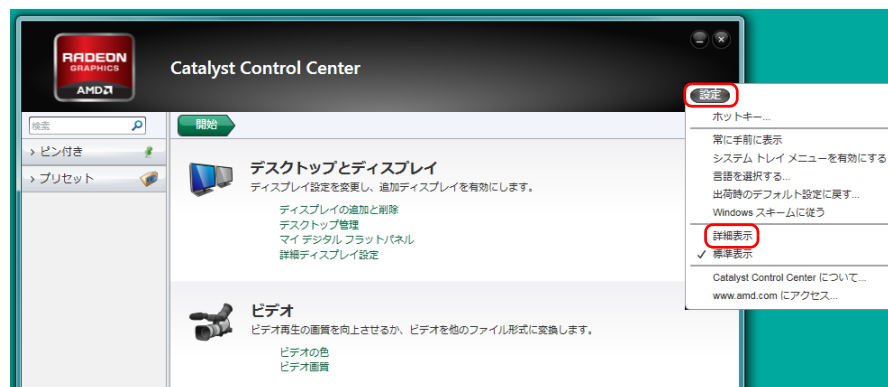 RADEON
GRAPHICS
AMD
Catalyst Control Center
設定
ホットキー...
常に手前に表示
システム トレイ メニューを有効にする
言語を選択する...
出荷時のデフォルト設定に戻す...
Windows スキームに従う
詳細表示
✓ 標準表示
Catalyst Control Center について...
www.amd.com にアクセス...
検索
› ピン付き
› プリセット
開始
デスクトップとディスプレイ
ディスプレイ設定を変更し、追加ディスプレイを有効にします。
ディスプレイの追加と削除
デスクトップ管理
マイ デジタル フラットパネル
詳細ディスプレイ設定
ビデオ
ビデオ再生の画質を向上させるか、ビデオを他のファイル形式に変換します。
ビデオの色
ビデオ画質